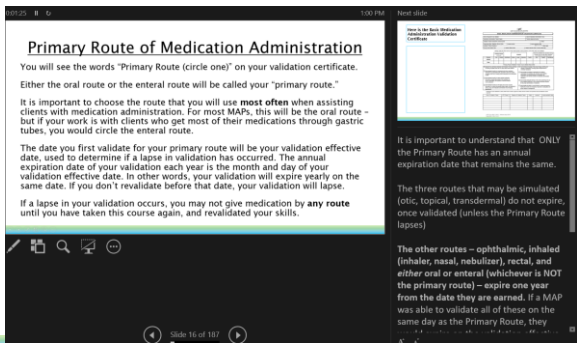 0:01:25
1:00 PM
Next slide
Primary Route of Medication Administration
You will see the words “Primary Route (circle one)” on your validation certificate.
Either the oral route or the enteral route will be called your “primary route.”
It is important to choose the route that you will use most often when assisting
clients with medication administration. For most MAPs, this will be the oral route –
but if your work is with clients who get most of their medications through gastric
tubes, you would circle the enteral route.
The date you first validate for your primary route will be your validation effective
date, used to determine if a lapse in validation has occurred. The annual
expiration date of your validation each year is the month and day of your
validation effective date. In other words, your validation will expire yearly on the
same date. If you don’t revalidate before that date, your validation will lapse.
If a lapse in your validation occurs, you may not give medication by any route
until you have taken this course again, and revalidated your skills.
Slide 16 of 187
Here is the Basic Medication
Administration Validation
Certificate
It is important to understand that ONLY
the Primary Route has an annual
expiration date that remains the same.
The three routes that may be simulated
(otic, topical, transdermal) do not expire,
once validated (unless the Primary Route
lapses)
The other routes – ophthalmic, inhaled
(inhaler, nasal, nebulizer), rectal, and
either oral or enteral (whichever is NOT
the primary route) – expire one year
from the date they are earned. If a MAP
was able to validate all of these on the
same day as the Primary Route, they